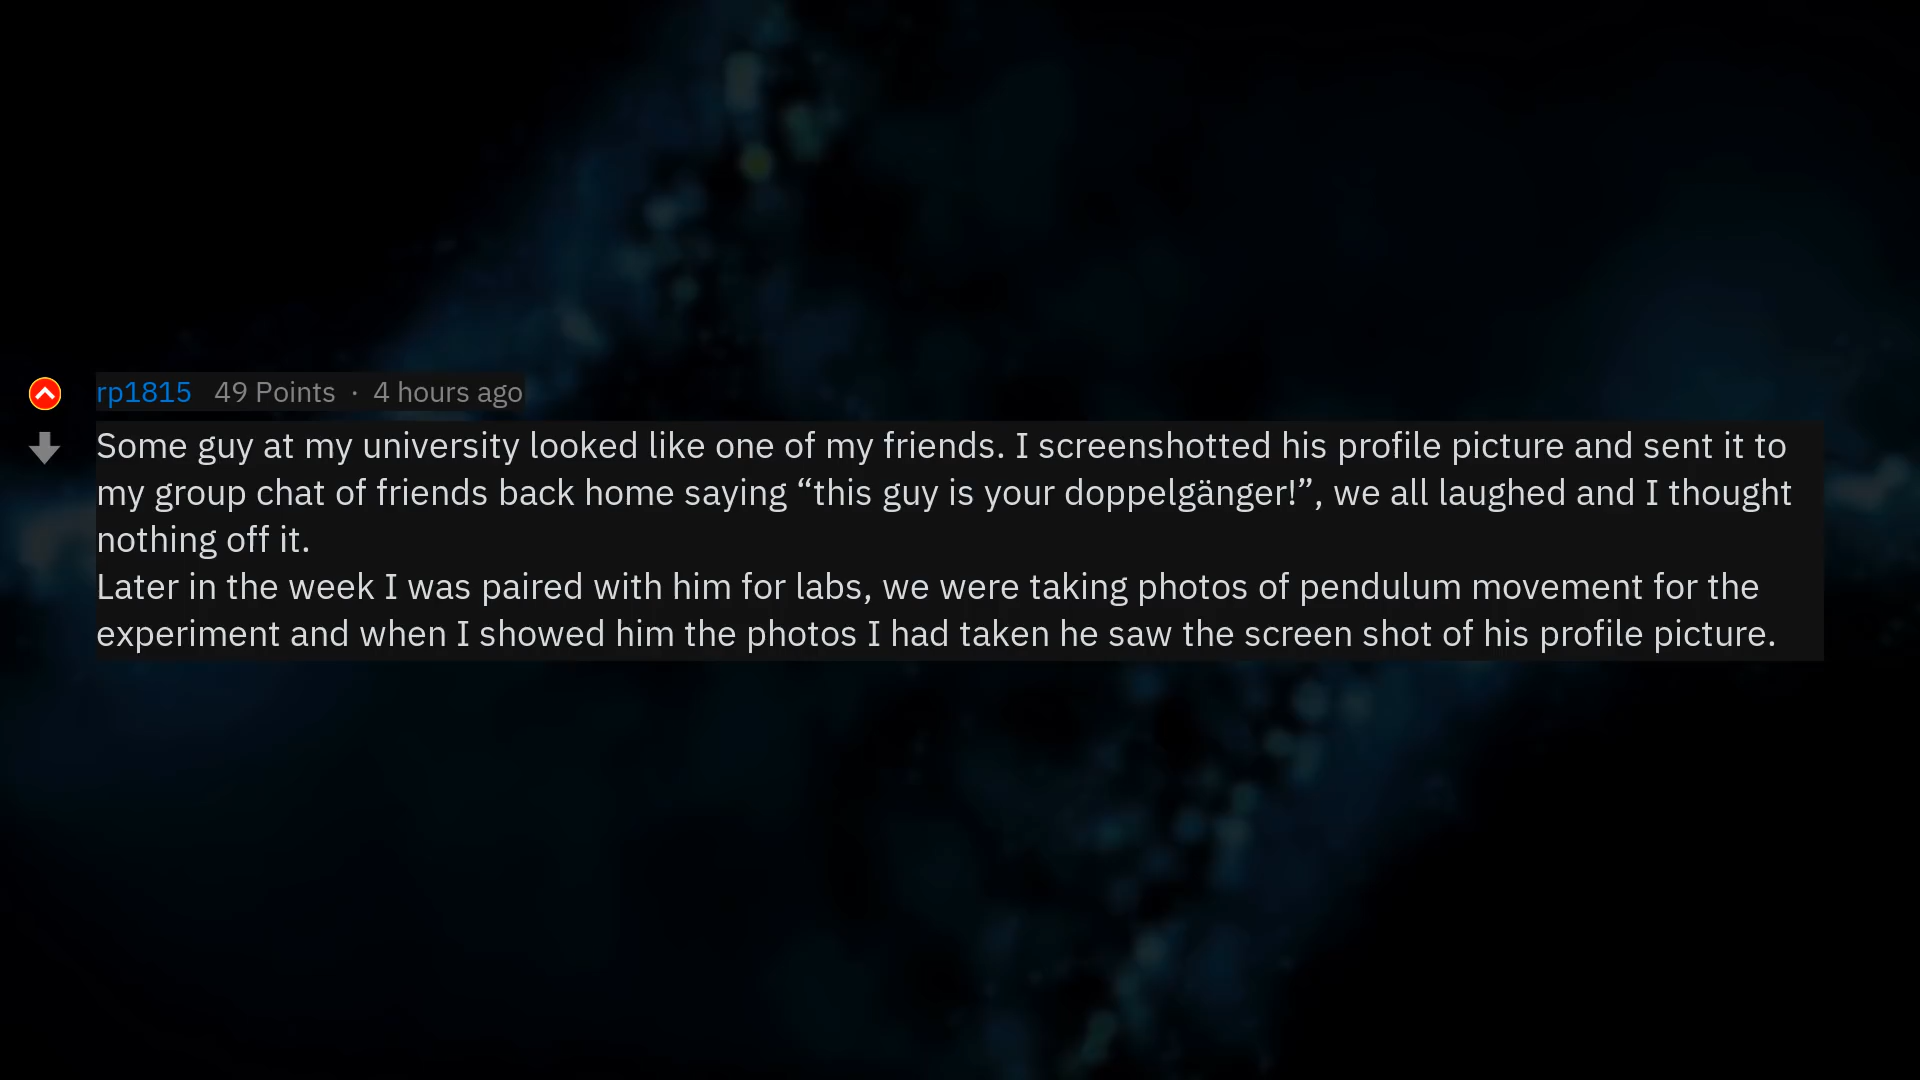 rp1815 49 Points · 4 hours ago
Some guy at my university looked like one of my friends. I screenshotted his profile picture and sent it to
my group chat of friends back home saying “this guy is your doppelgänger!”, we all laughed and I thought
nothing off it.
Later in the week I was paired with him for labs, we were taking photos of pendulum movement for the
experiment and when I showed him the photos I had taken he saw the screen shot of his profile picture.